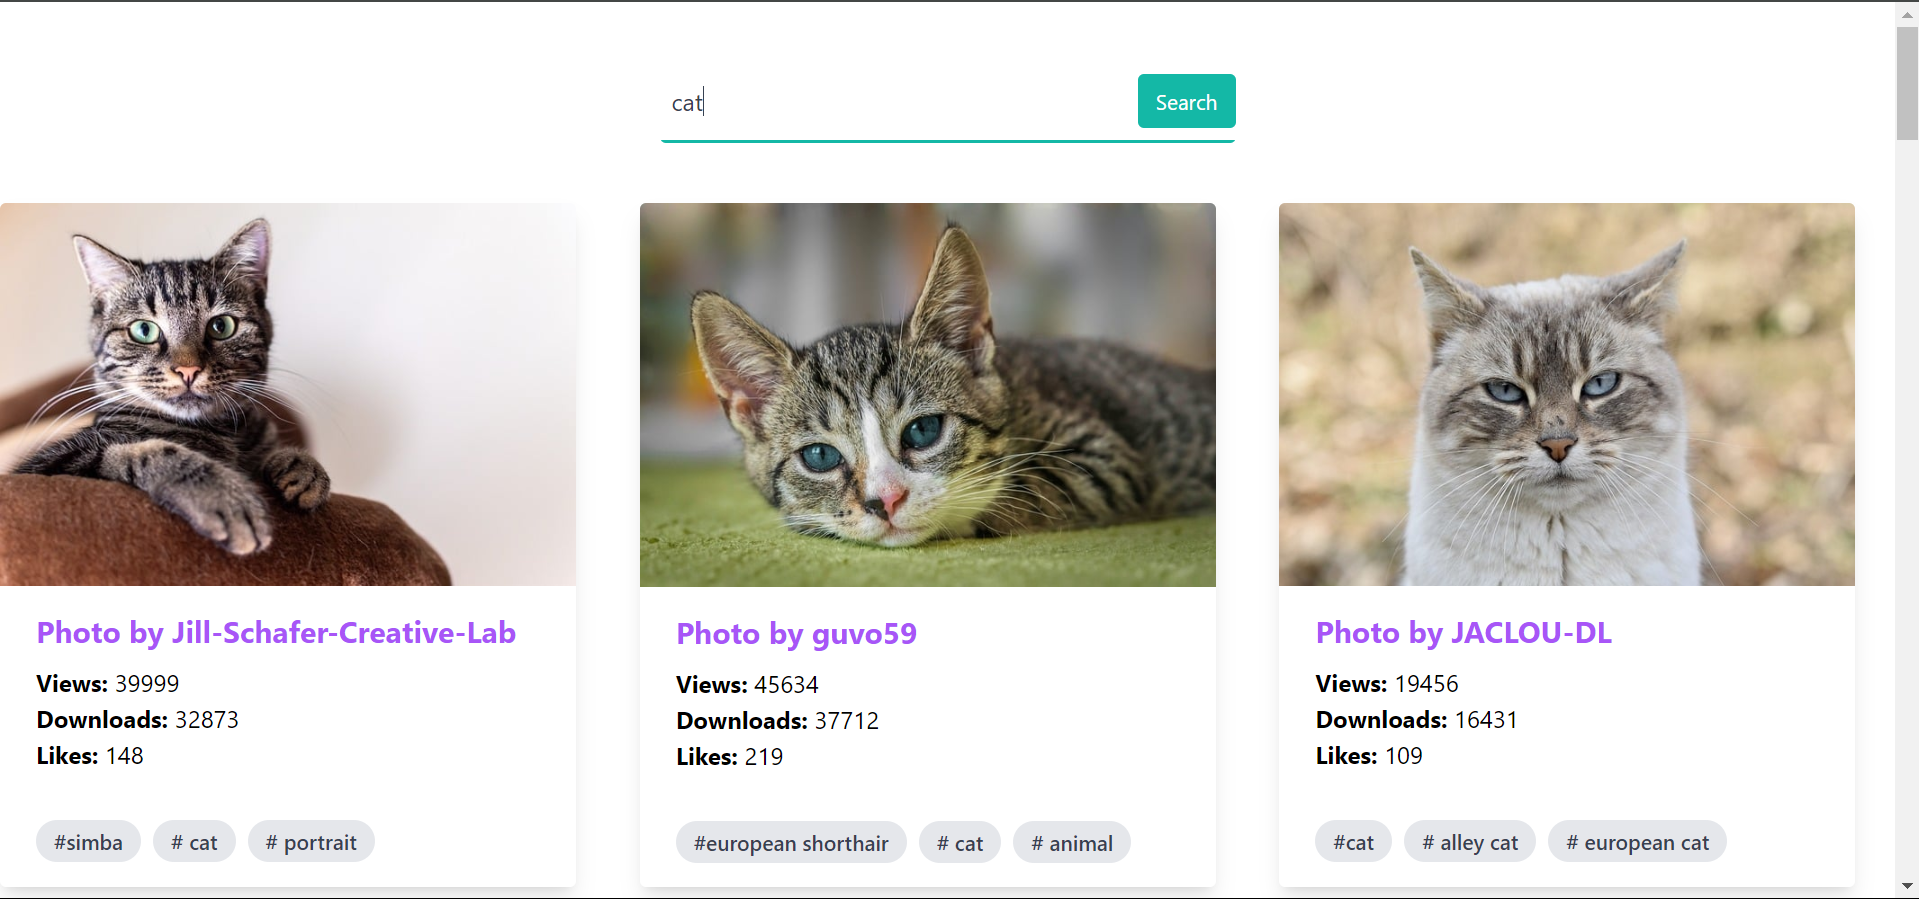 cat
Search
Photo by Jill-Schafer-Creative-Lab
Views: 39999
Downloads: 32873
Likes: 148
#simba
# cat
# portrait
Photo by guvo59
Views: 45634
Downloads: 37712
Likes: 219
#european shorthair
# cat
# animal
Photo by JACLOU-DL
Views: 19456
Downloads: 16431
Likes: 109
#cat
# alley cat
# european cat